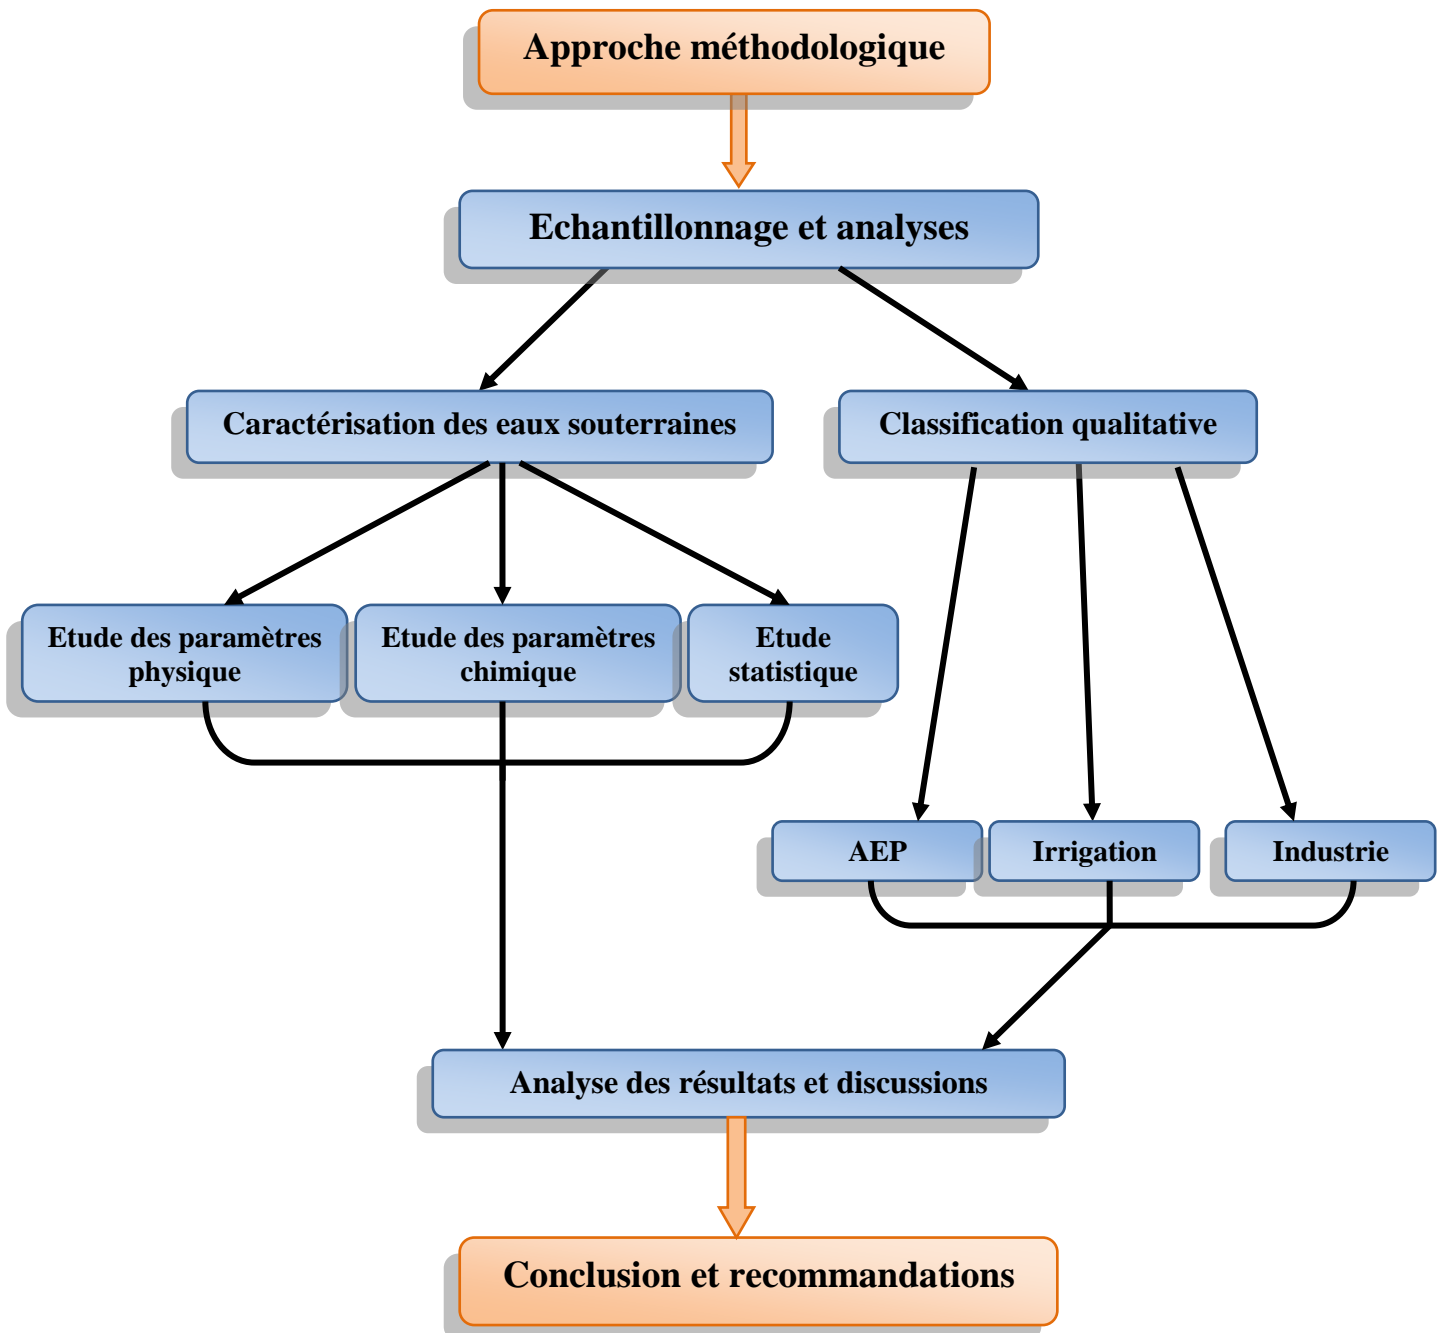 Approche méthodologique
Echantillonnage et analyses
Caractérisation des eaux souterraines
Classification qualitative
Etude des paramètres
physique
Etude des paramètres
chimique
Etude
statistique
AEP
Irrigation
Industrie
Analyse des résultats et discussions
Conclusion et recommandations